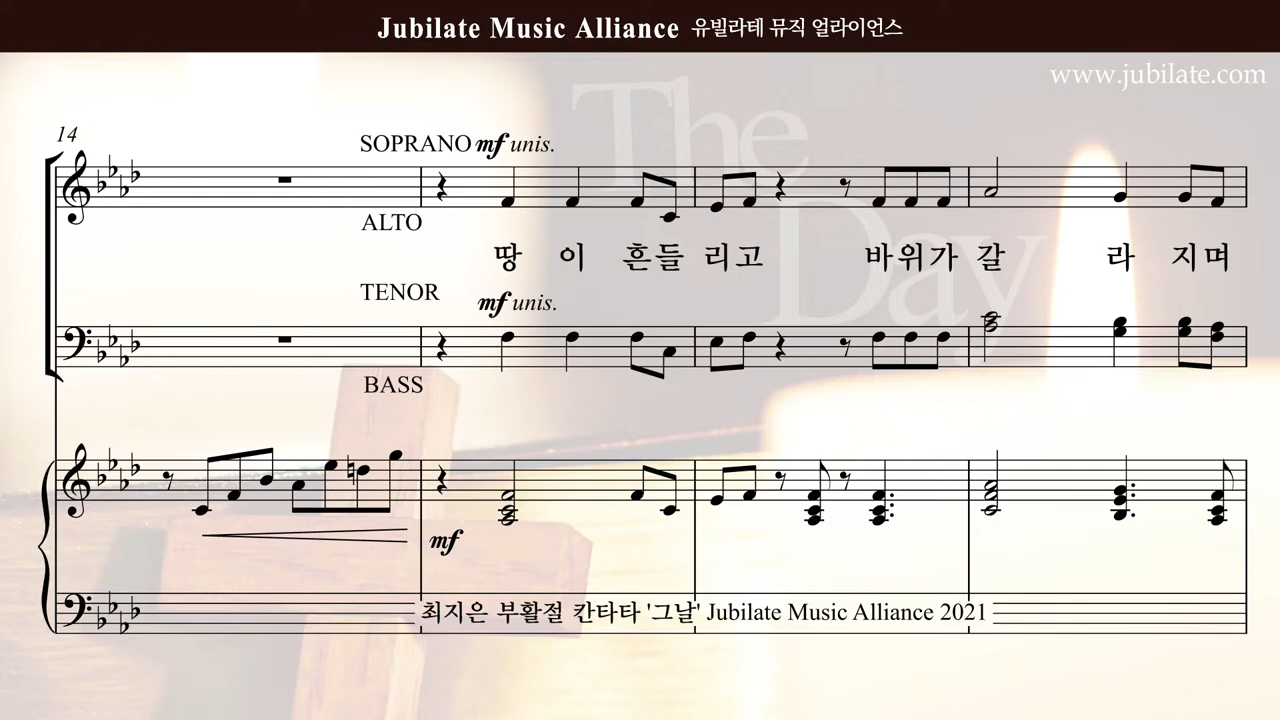 Jubilate Music Alliance 유빌라테 뮤직 얼라이언스
www.jubilate.com
The Day
14
SOPRANO mf unis.
ALTO
땅 이 흔들 리고 바위가 갈 라 지며
TENOR
mf unis.
BASS
mf
최지은 부활절 칸타타 '그날' Jubilate Music Alliance 2021